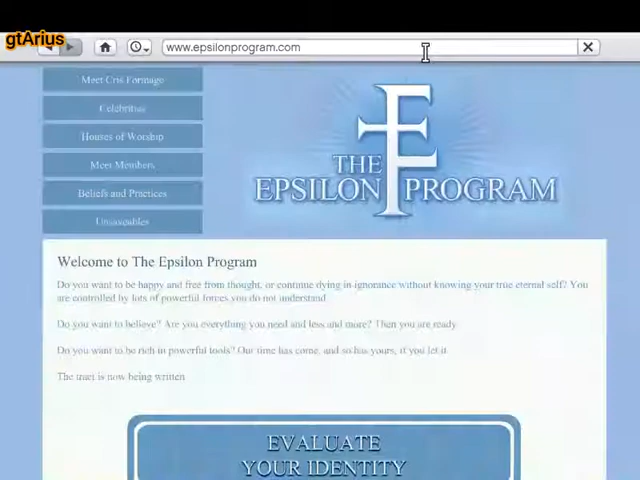 gtArius
www.epsilonprogram.com
Meet Cris Formage
Celebrities
Houses of Worship
Meet Members
Beliefs and Practices
Unsaveables
THE
EPSILON PROGRAM
Welcome to The Epsilon Program
Do you want to be happy and free from thought, or continue dying in ignorance without knowing your true eternal self? You
are controlled by lots of powerful forces you do not understand.
Do you want to believe? Are you everything you need and less and more? Then you are ready.
Do you want to be rich in powerful tools? Our time has come, and so has yours, if you let it.
The tract is now being written
EVALUATE
YOUR IDENTITY